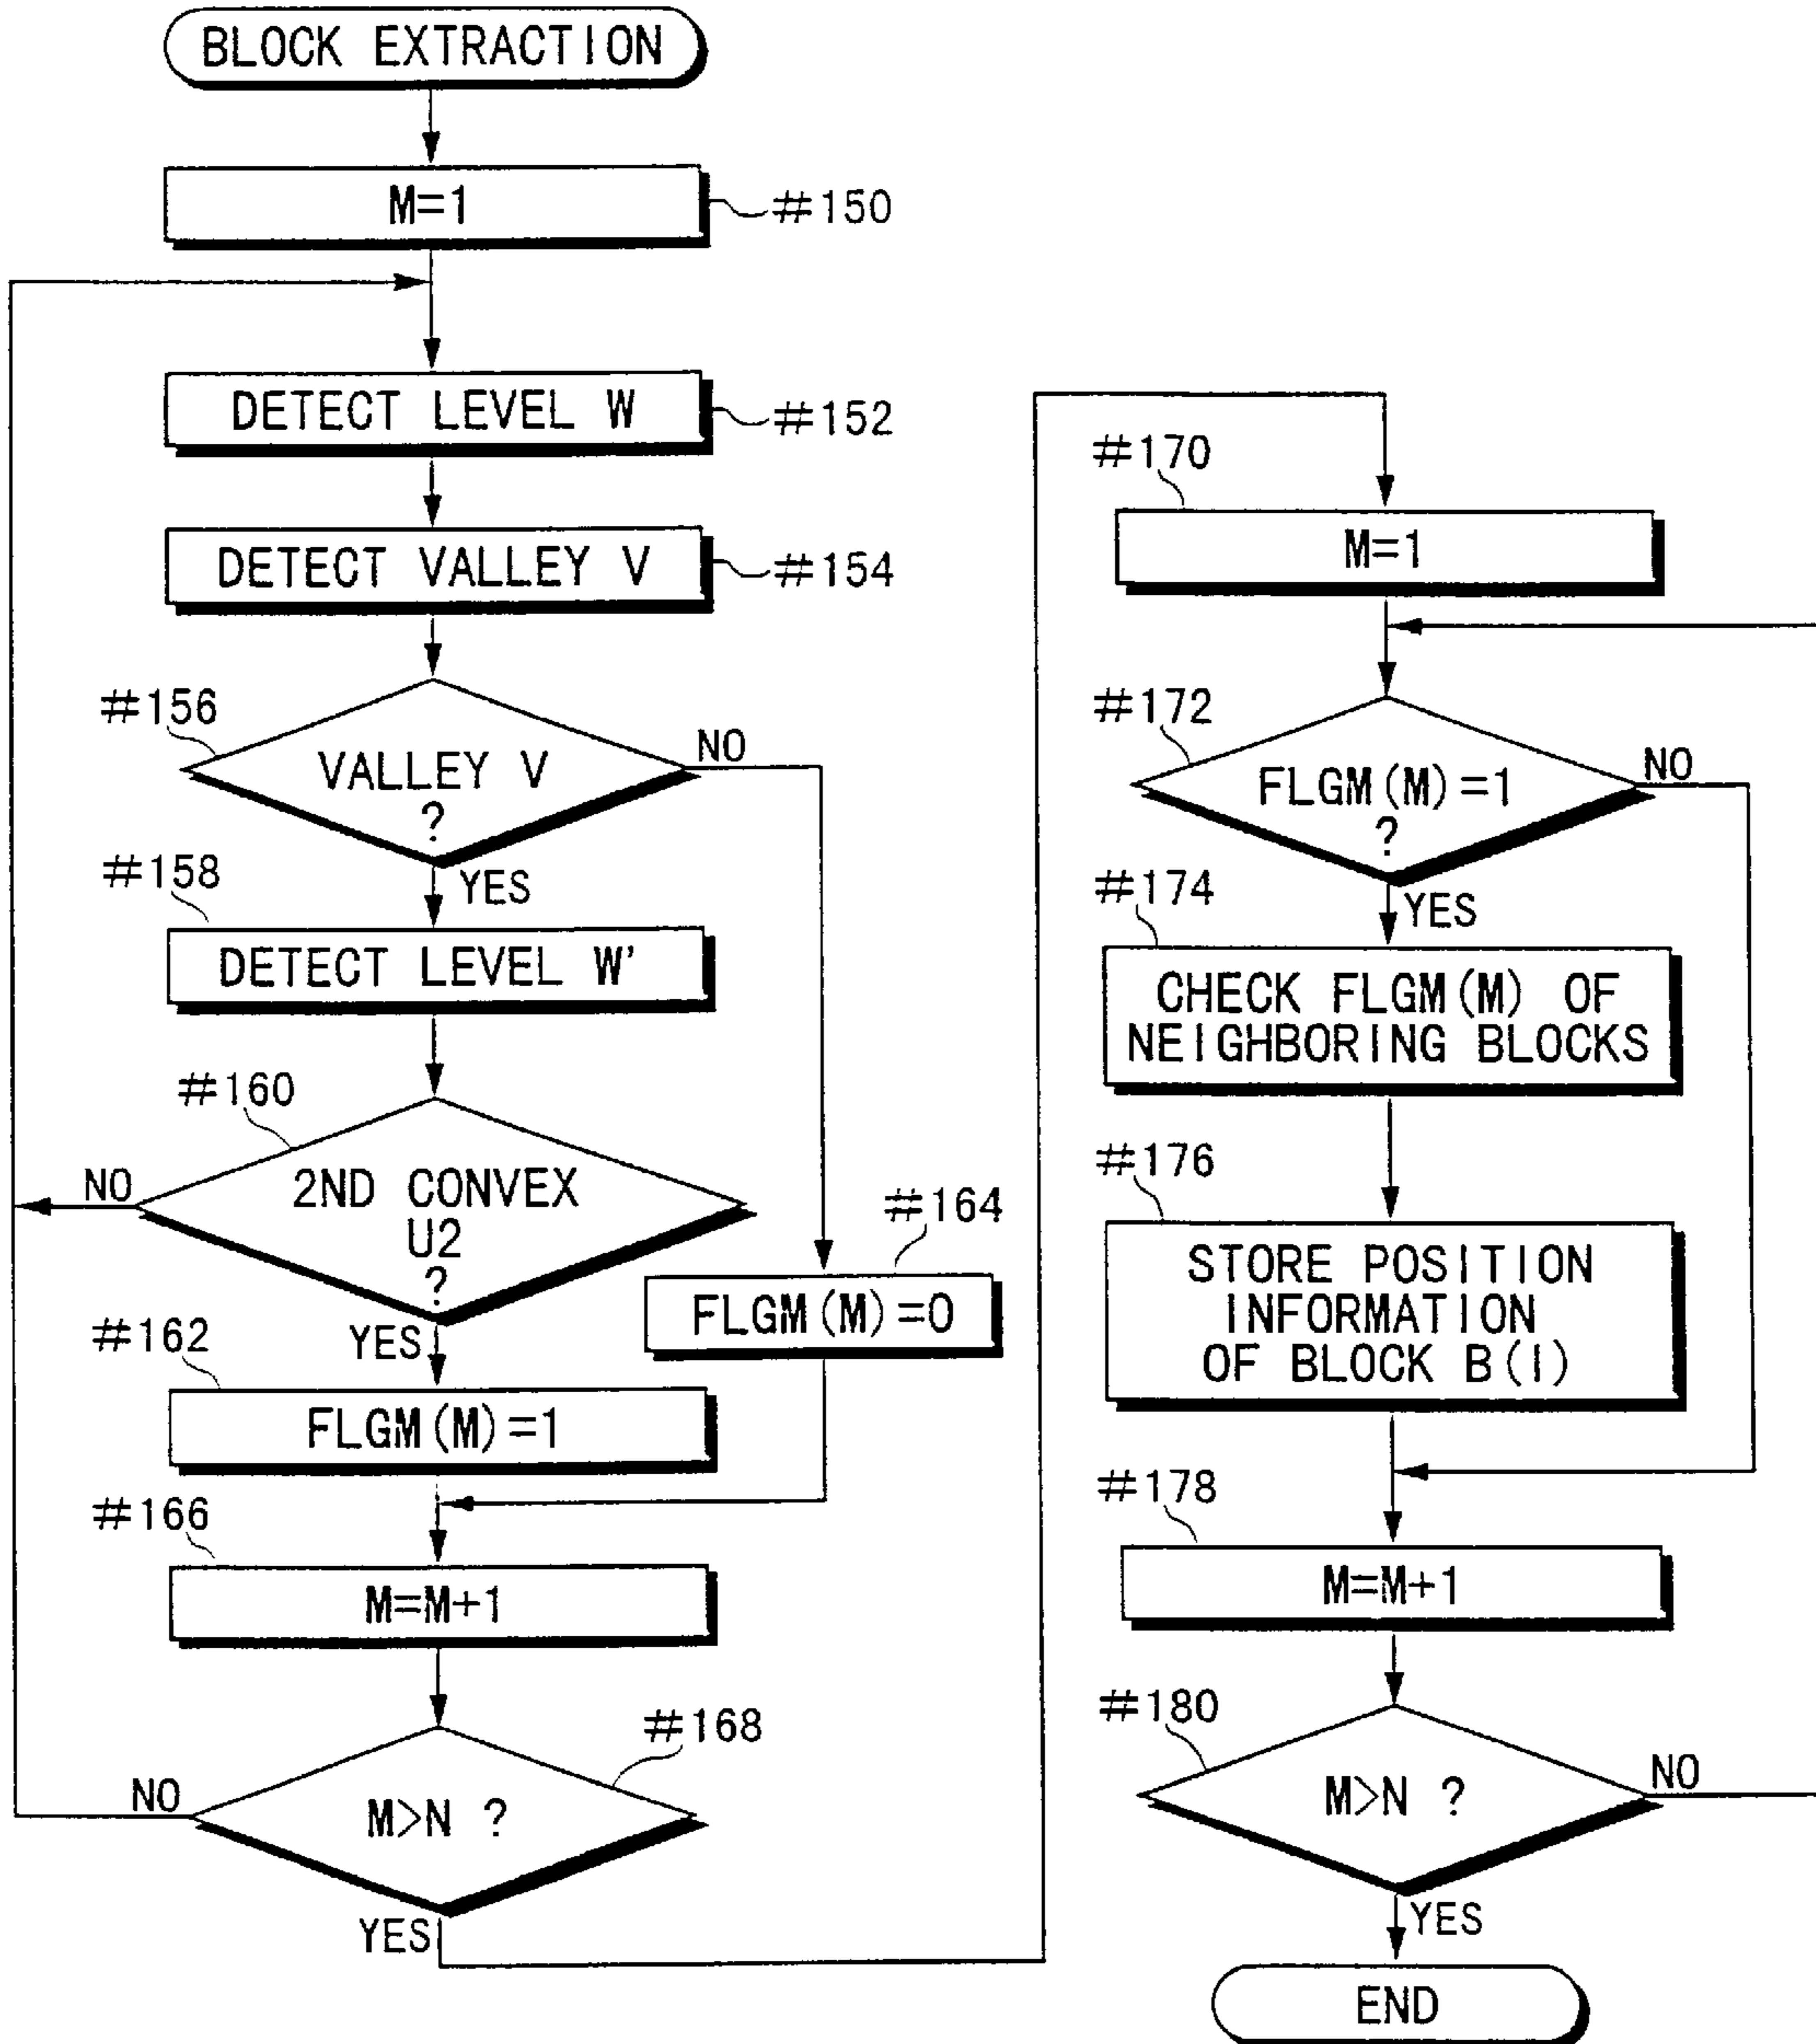 BLOCK EXTRACTION
M=1
#150
DETECT LEVEL W
#152
DETECT VALLEY V
#154
#156
VALLEY V
?
NO
YES
#158
DETECT LEVEL W'
#160
2ND CONVEX
U2
?
NO
YES
#164
FLGM(M)=0
#162
FLGM(M)=1
#166
M=M+1
#168
M>N ?
NO
YES
#170
M=1
#172
FLGM(M)=1
?
NO
YES
#174
CHECK FLGM(M) OF
NEIGHBORING BLOCKS
#176
STORE POSITION
INFORMATION
OF BLOCK B(I)
#178
M=M+1
#180
M>N ?
NO
YES
END